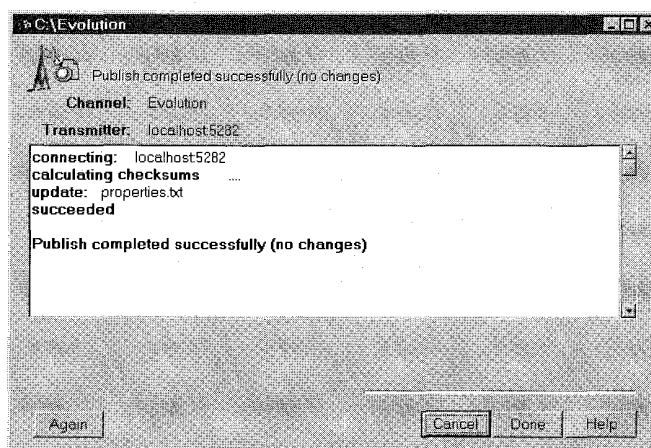 C:\Evolution
Publish completed successfully (no changes)
Channel: Evolution
Transmitter: localhost:5282
connecting: localhost:5282
calculating checksums ....
update: properties.txt
succeeded
Publish completed successfully (no changes)
Again
Cancel
Done
Help